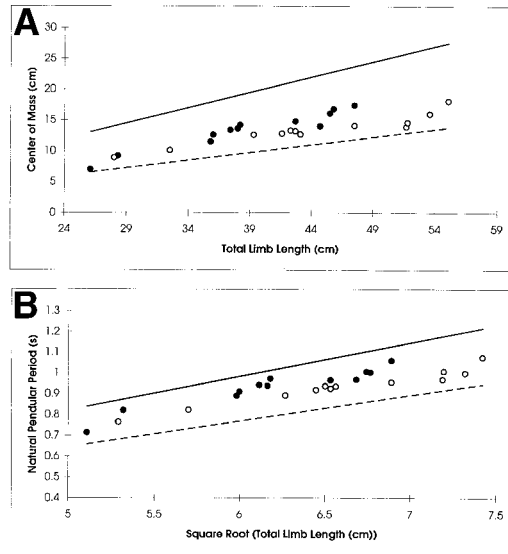 A
30
25
20
15
10
5
0
Center of Mass (cm)
24 29 34 39 44 49 54 59
Total Limb Length (cm)
B
1.3
1.2
1.1
1
0.9
0.8
0.7
0.6
0.5
0.4
Natural Pendular Period (s)
5 5.5 6 6.5 7 7.5
Square Root (Total Limb Length (cm))